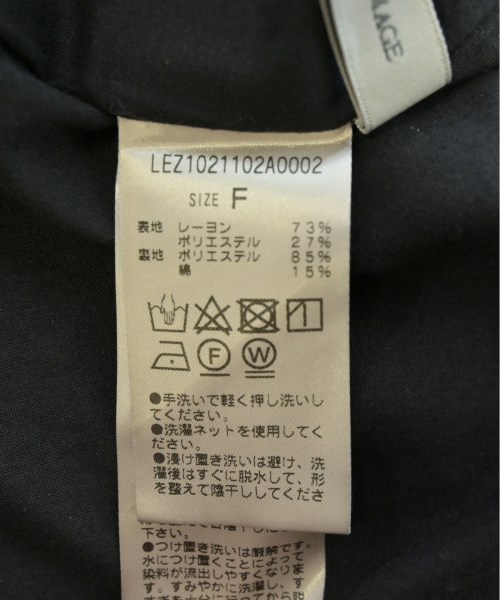 MAGE
LEZ1021102A0002
SIZE F
表地 レーヨン 73%
ポリエステル 27%
裏地 ポリエステル 85%
綿 15%
F W
●手洗いで軽く押し洗いし
てください。
●洗濯ネットを使用してく
ださい。
●浸け置き洗いは避け、洗
濯後はすぐに脱水して、形
を整えて陰干ししてくださ
下さい。
●つけ置き洗いは厳禁です。
水につけ置くことによって
染料が流出しやすくなりま
す。すみやかに洗濯し、す